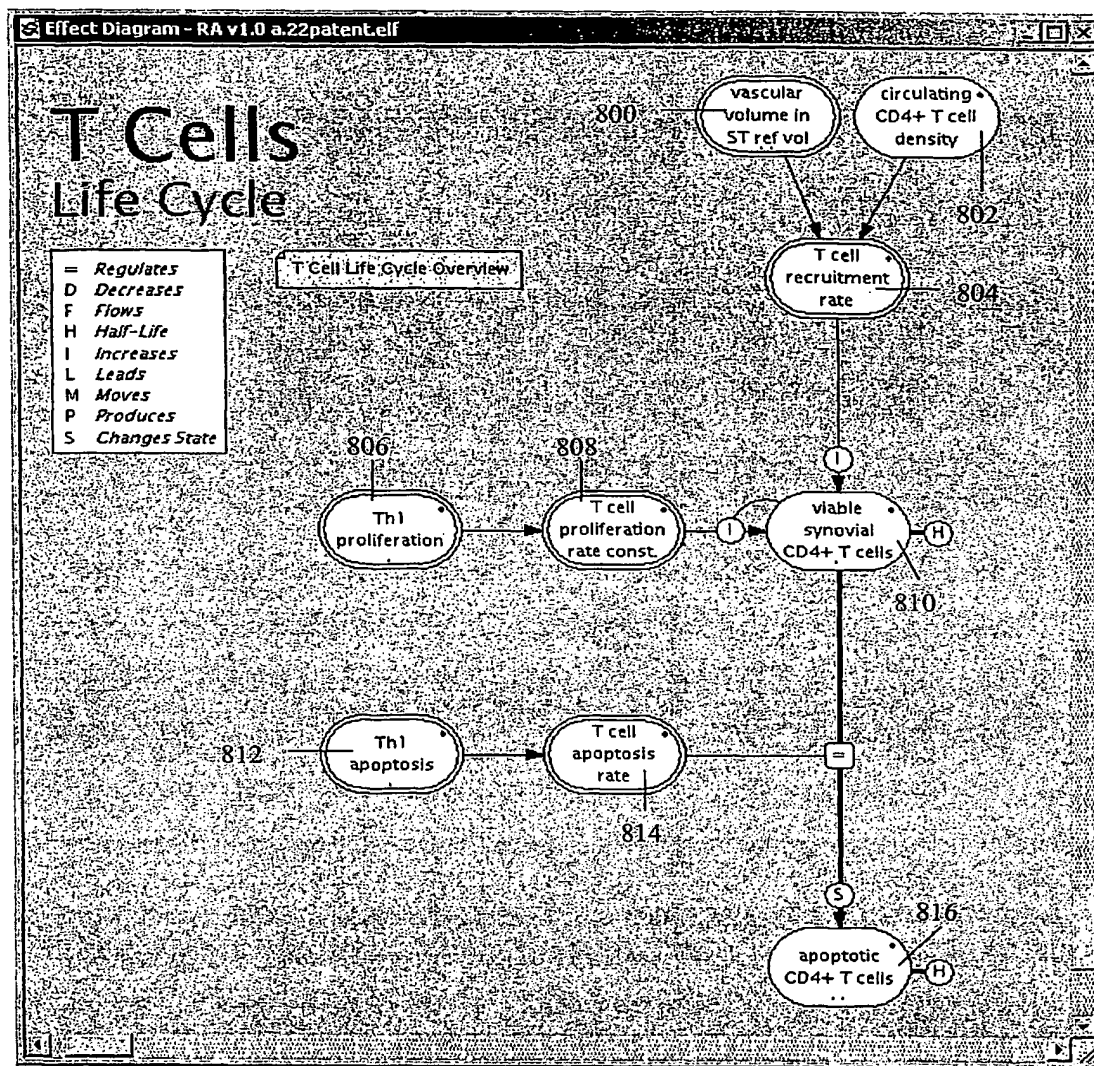 Effect Diagram - RA v1.0 a.22patent.elf
T Cells
Life Cycle
800
vascular
volume in
ST ref vol
circulating
CD4+ T cell
density
802
= Regulates
D Decreases
F Flows
H Half-Life
I Increases
L Leads
M Moves
P Produces
S Changes State
T Cell Life Cycle Overview
T cell
recruitment
rate
804
I
806
808
Th1
proliferation
T cell
proliferation
rate const.
I
viable
synovial
CD4+ T cells
H
810
812
Th1
apoptosis
T cell
apoptosis
rate
=
814
S
816
apoptotic
CD4+ T cells
H